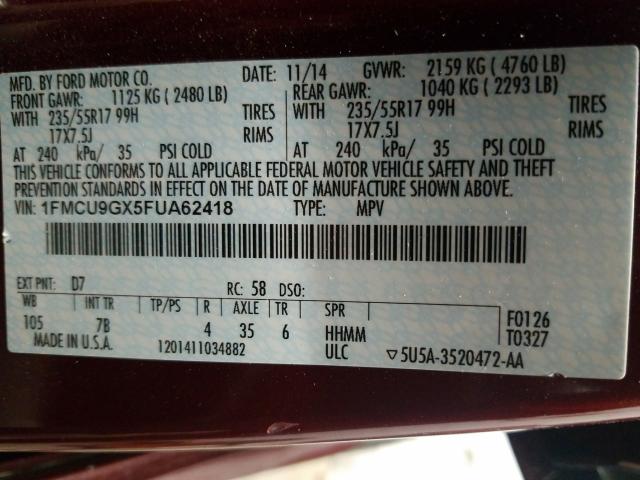 MFD. BY FORD MOTOR CO. DATE: 11/14 GVWR: 2159 KG ( 4760 LB)
FRONT GAWR: 1125 KG ( 2480 LB) REAR GAWR: 1040 KG ( 2293 LB)
WITH 235/55R17 99H TIRES WITH 235/55R17 99H TIRES
17X7.5J RIMS 17X7.5J RIMS
AT 240 kPa/ 35 PSI COLD AT 240 kPa/ 35 PSI COLD
THIS VEHICLE CONFORMS TO ALL APPLICABLE FEDERAL MOTOR VEHICLE SAFETY AND THEFT
PREVENTION STANDARDS IN EFFECT ON THE DATE OF MANUFACTURE SHOWN ABOVE.
VIN: 1FMCU9GX5FUA62418 TYPE: MPV
EXT PNT: D7 RC: 58 DSO:
WB INT TR TP/PS R AXLE TR SPR F0126
105 7B 4 35 6 HHMM T0327
MADE IN U.S.A. 1201411034882 ULC ▽5U5A-3520472-AA